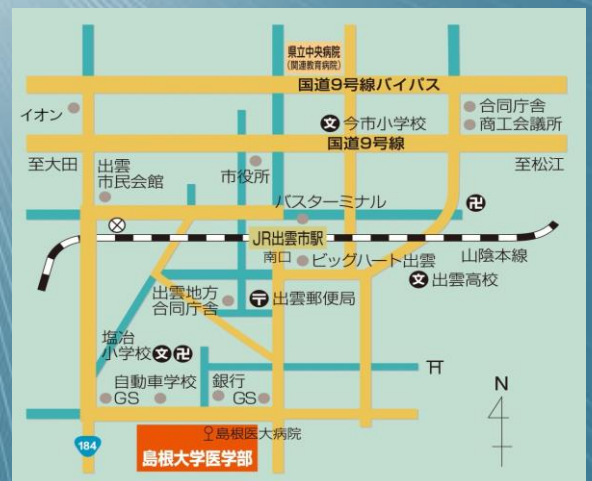 県立中央病院
(関連教育病院)
国道9号線バイパス
イオン
合同庁舎
商工会議所
今市小学校
文
国道9号線
至大田
至松江
出雲
市民会館
市役所
バスターミナル
卍
JR出雲市駅
南口
ビッグハート出雲
山陰本線
文
出雲高校
出雲地方
合同庁舎
〒
出雲郵便局
塩冶
小学校
文
卍
自動車学校
GS
銀行
GS
N
184
島根医大病院
島根大学医学部